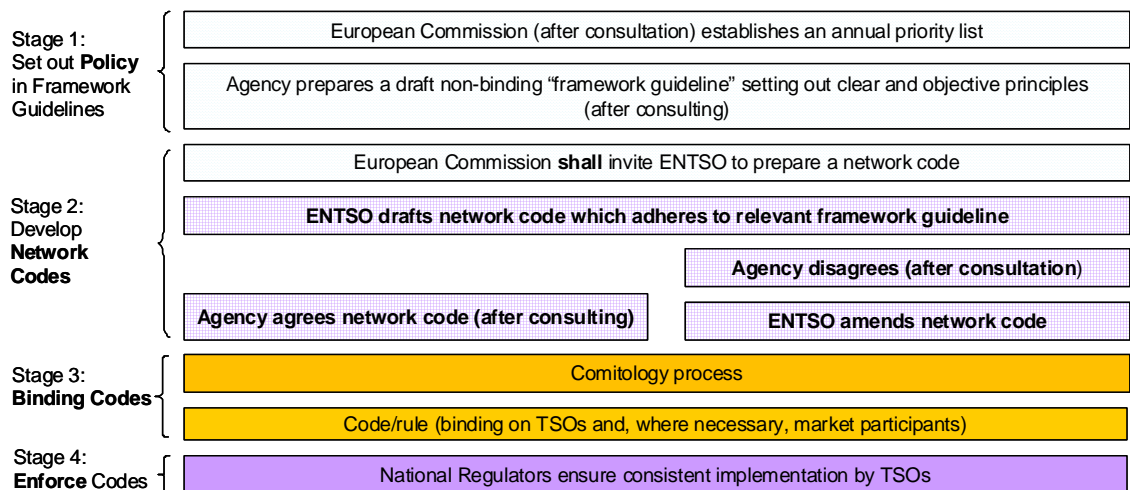 Stage 1:
Set out Policy
in Framework
Guidelines
European Commission (after consultation) establishes an annual priority list
Agency prepares a draft non-binding “framework guideline” setting out clear and objective principles
(after consulting)
Stage 2:
Develop
Network
Codes
European Commission shall invite ENTSO to prepare a network code
ENTSO drafts network code which adheres to relevant framework guideline
Agency disagrees (after consultation)
Agency agrees network code (after consulting)
ENTSO amends network code
Stage 3:
Binding Codes
Comitology process
Code/rule (binding on TSOs and, where necessary, market participants)
Stage 4:
Enforce Codes
National Regulators ensure consistent implementation by TSOs